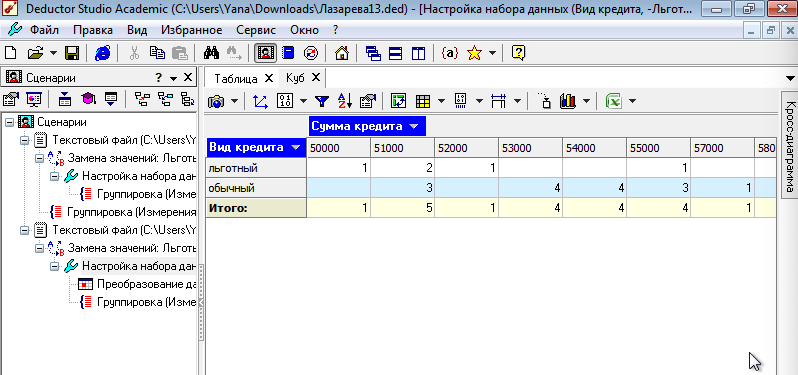 Deductor Studio Academic (C:\Users\Yana\Downloads\Лазарева13.ded) - [Настройка набора данных (Вид кредита, -Льгот...
Файл Правка Вид Избранное Сервис Окно ?
Сценарии
Сценарии
Текстовый файл (C:\Users\Y
Замена значений: Льготы
Настройка набора дан
Группировка (Изме
Группировка (Измерения
Текстовый файл (C:\Users\Y
Замена значений: Льготы
Настройка набора дан
Преобразование да
Группировка (Изме
Таблица Куб
Сумма кредита
Вид кредита 50000 51000 52000 53000 54000 55000 57000 580
льготный 1 2 1 1
обычный 3 4 4 3 1
Итого: 1 5 1 4 4 4 1
Кросс-диаграмма